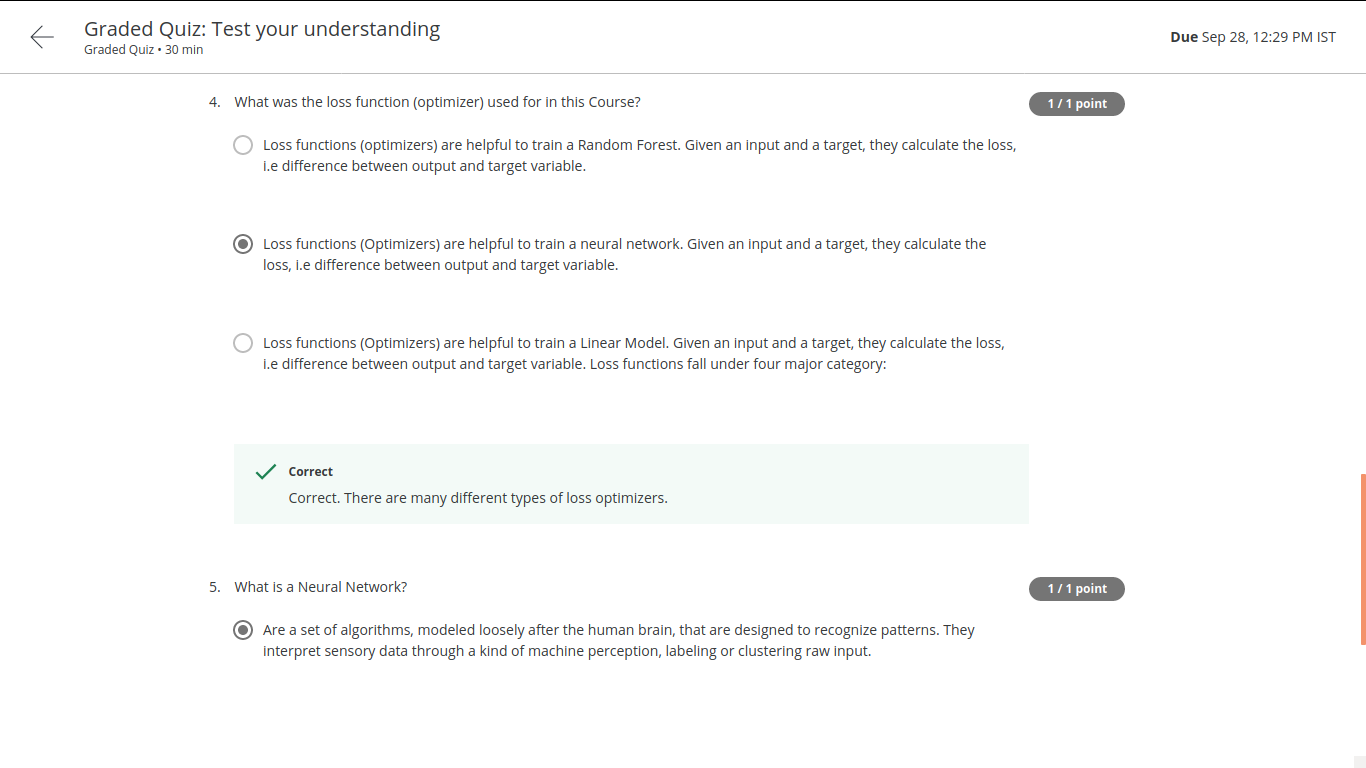 Graded Quiz: Test your understanding
Graded Quiz • 30 min
Due Sep 28, 12:29 PM IST
4. What was the loss function (optimizer) used for in this Course?
1 / 1 point
Loss functions (optimizers) are helpful to train a Random Forest. Given an input and a target, they calculate the loss,
i.e difference between output and target variable.
Loss functions (Optimizers) are helpful to train a neural network. Given an input and a target, they calculate the
loss, i.e difference between output and target variable.
Loss functions (Optimizers) are helpful to train a Linear Model. Given an input and a target, they calculate the loss,
i.e difference between output and target variable. Loss functions fall under four major category:
Correct
Correct. There are many different types of loss optimizers.
5. What is a Neural Network?
1 / 1 point
Are a set of algorithms, modeled loosely after the human brain, that are designed to recognize patterns. They
interpret sensory data through a kind of machine perception, labeling or clustering raw input.